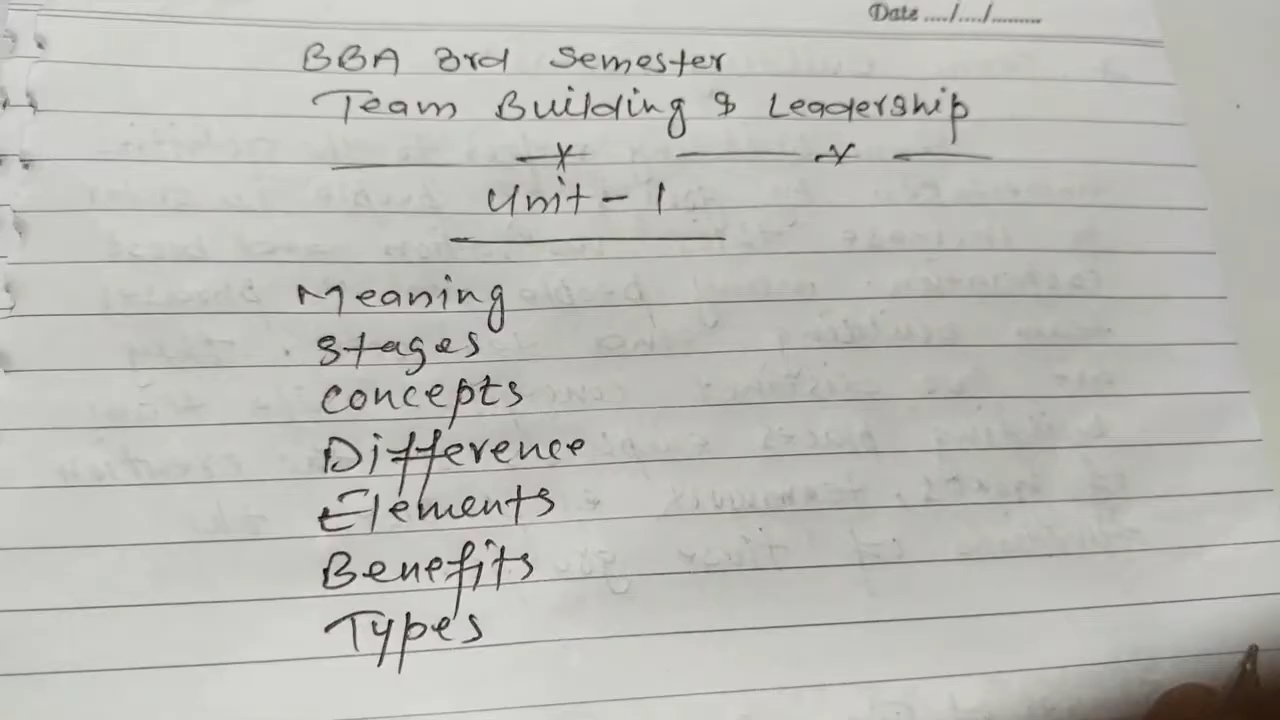 Date ..../..../.........
BBA 3rd Semester
Team Building & Leadership
Unit - 1
Meaning
Stages
Concepts
Difference
Elements
Benefits
Types